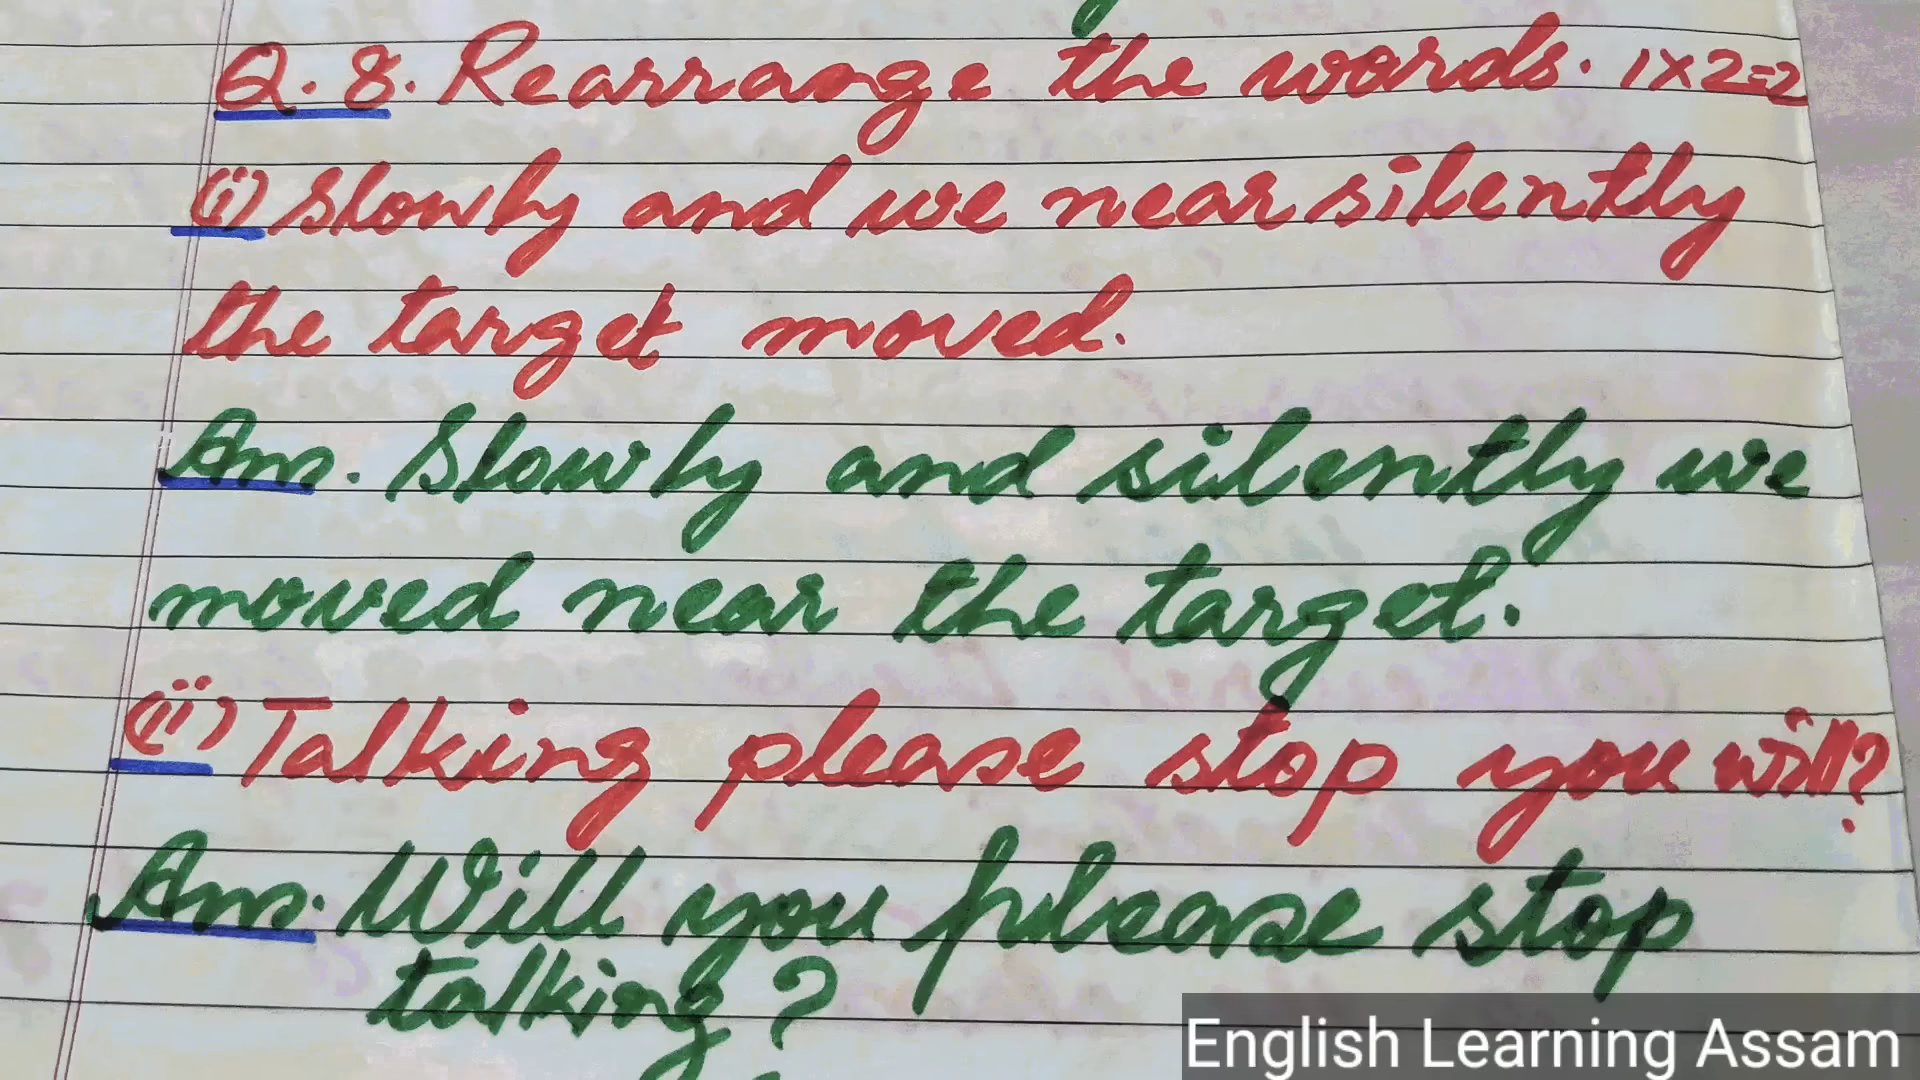 Q. 8. Rearrange the words. 1×2=2
(i) Slowly and we near silently
the target moved.
Ans. Slowly and silently we
moved near the target.
(ii) Talking please stop you will?
Ans. Will you please stop
talking?
English Learning Assam